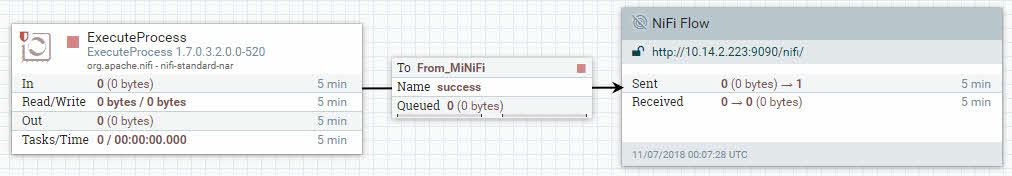 ExecuteProcess
ExecuteProcess 1.7.0.3.2.0.0-520
org.apache.nifi - nifi-standard-nar
In 0 (0 bytes) 5 min
Read/Write 0 bytes / 0 bytes 5 min
Out 0 (0 bytes) 5 min
Tasks/Time 0 / 00:00:00.000 5 min
To From_MiNiFi
Name success
Queued 0 (0 bytes)
NiFi Flow
http://10.14.2.223:9090/nifi/
Sent 0 (0 bytes) → 1 5 min
Received 0 → 0 (0 bytes) 5 min
11/07/2018 00:07:28 UTC